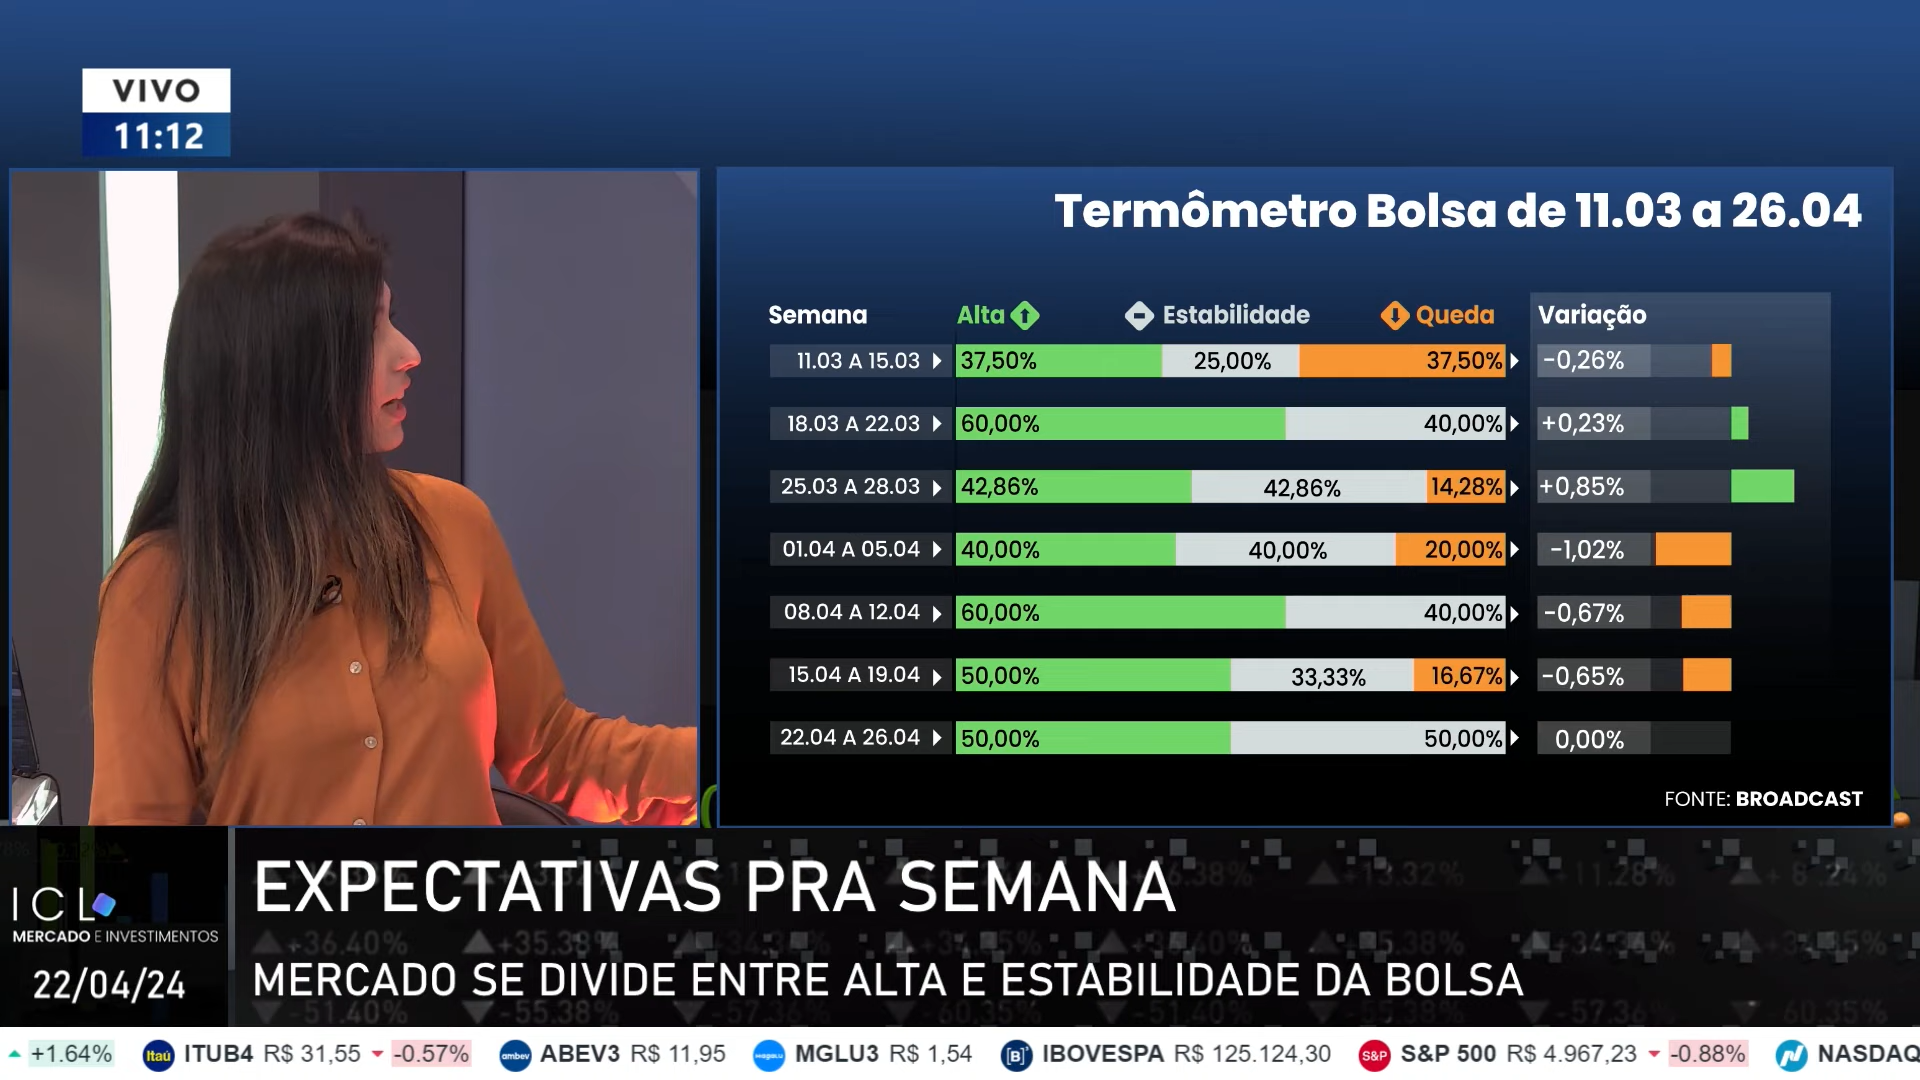 VIVO
11:12
Termômetro Bolsa de 11.03 a 26.04
Semana Alta Estabilidade Queda Variação
11.03 A 15.03 37,50% 25,00% 37,50% -0,26%
18.03 A 22.03 60,00% 40,00% +0,23%
25.03 A 28.03 42,86% 42,86% 14,28% +0,85%
01.04 A 05.04 40,00% 40,00% 20,00% -1,02%
08.04 A 12.04 60,00% 40,00% -0,67%
15.04 A 19.04 50,00% 33,33% 16,67% -0,65%
22.04 A 26.04 50,00% 50,00% 0,00%
FONTE: BROADCAST
EXPECTATIVAS PRA SEMANA
MERCADO SE DIVIDE ENTRE ALTA E ESTABILIDADE DA BOLSA
ICL
MERCADO E INVESTIMENTOS
22/04/24
+1.64% Itaú ITUB4 R$ 31,55 -0.57% ambev ABEV3 R$ 11,95 MGLU3 R$ 1,54 [B]³ IBOVESPA R$ 125.124,30 S&P S&P 500 R$ 4.967,23 -0.88% NASDAQ